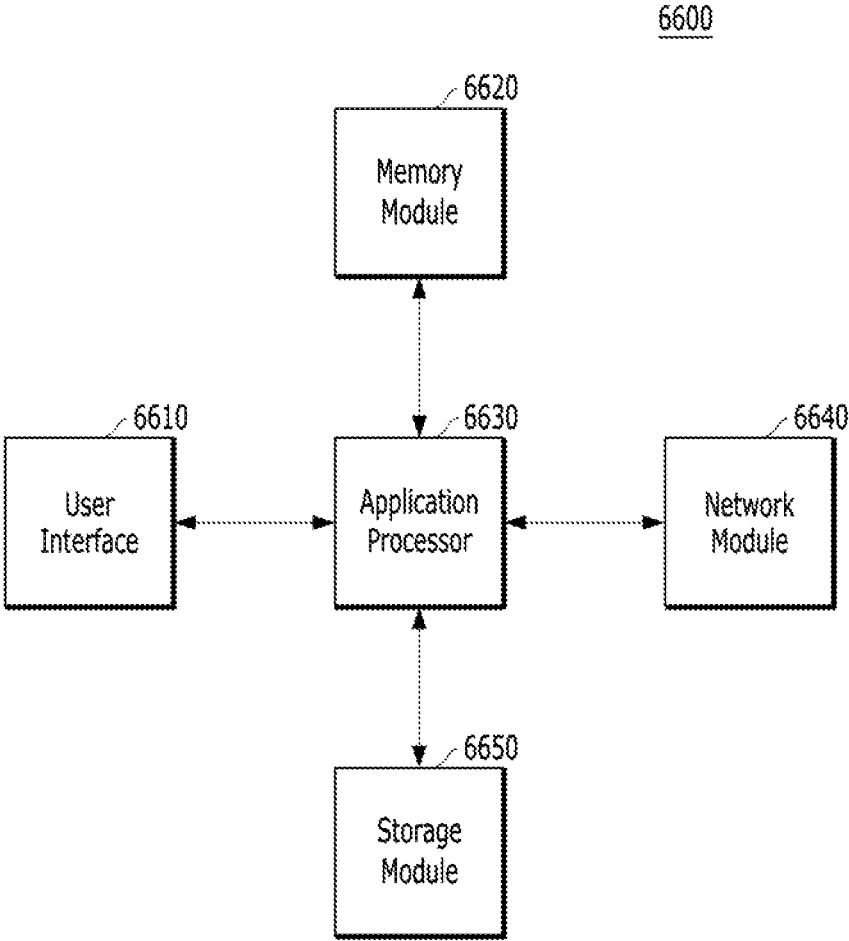 6600
6620
Memory
Module
6610
User
Interface
6630
Application
Processor
6640
Network
Module
6650
Storage
Module